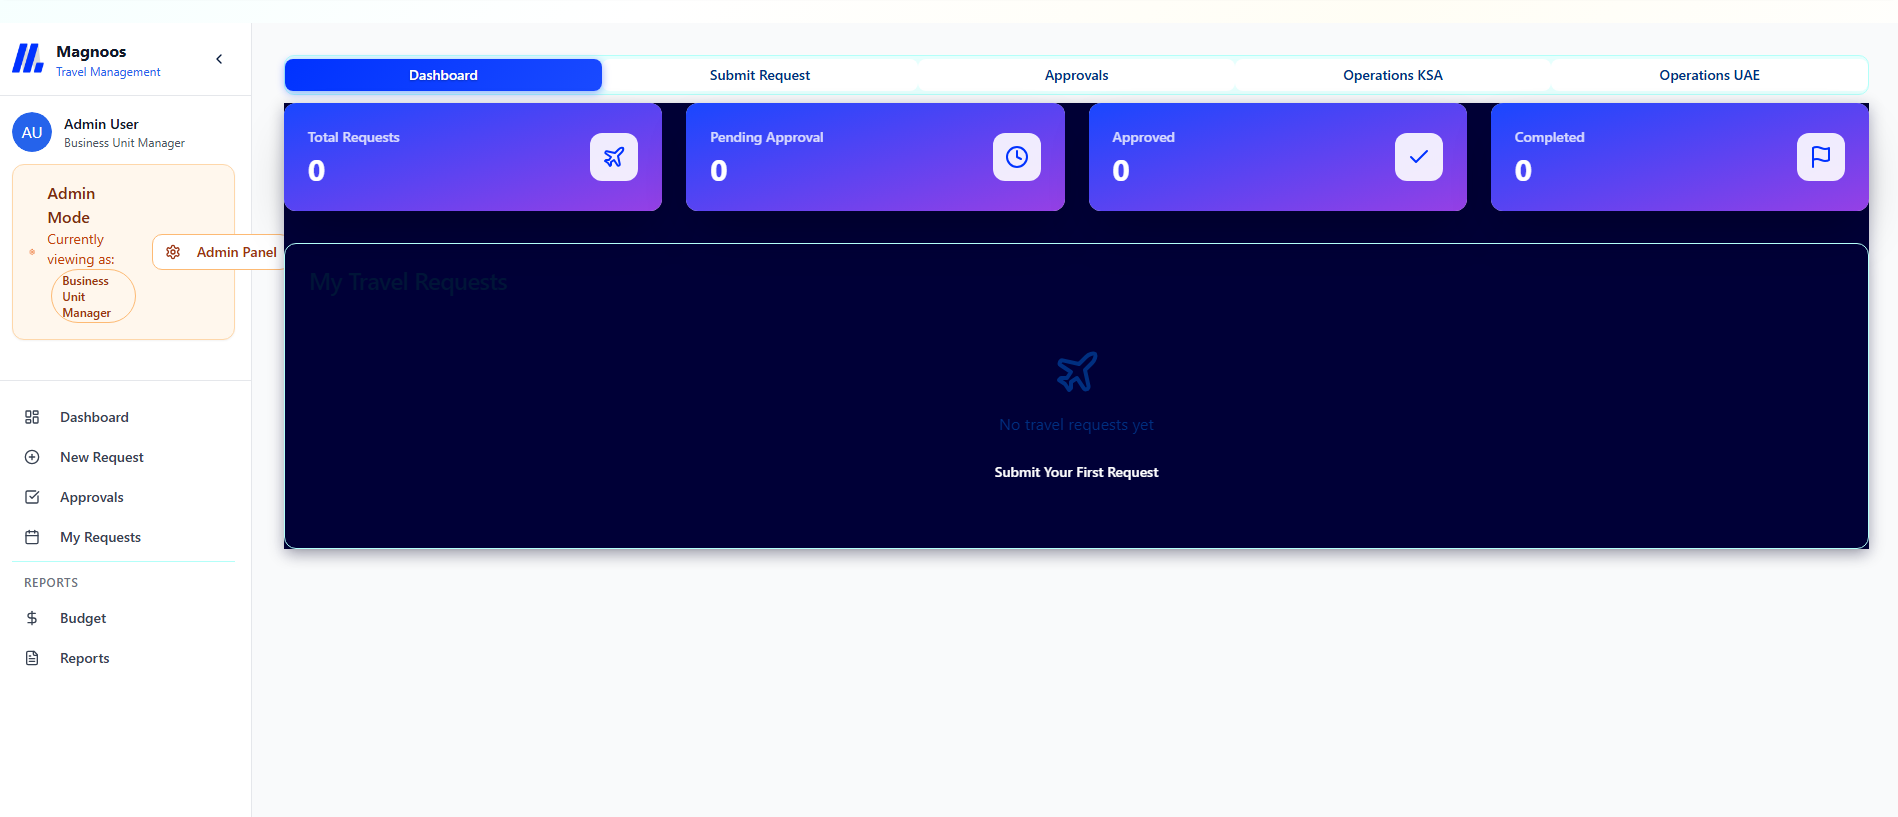 Magnoos
Travel Management
AU
Admin User
Business Unit Manager
Admin
Mode
Currently
viewing as:
Business
Unit
Manager
Admin Panel
Dashboard
New Request
Approvals
My Requests
REPORTS
Budget
Reports
Dashboard
Submit Request
Approvals
Operations KSA
Operations UAE
Total Requests
0
Pending Approval
0
Approved
0
Completed
0
My Travel Requests
No travel requests yet
Submit Your First Request